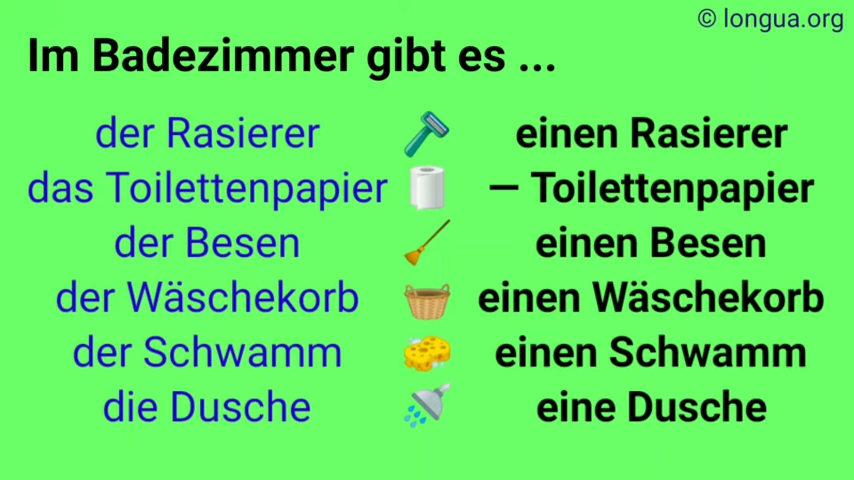 © longua.org
Im Badezimmer gibt es ...
der Rasierer einen Rasierer
das Toilettenpapier – Toilettenpapier
der Besen einen Besen
der Wäschekorb einen Wäschekorb
der Schwamm einen Schwamm
die Dusche eine Dusche